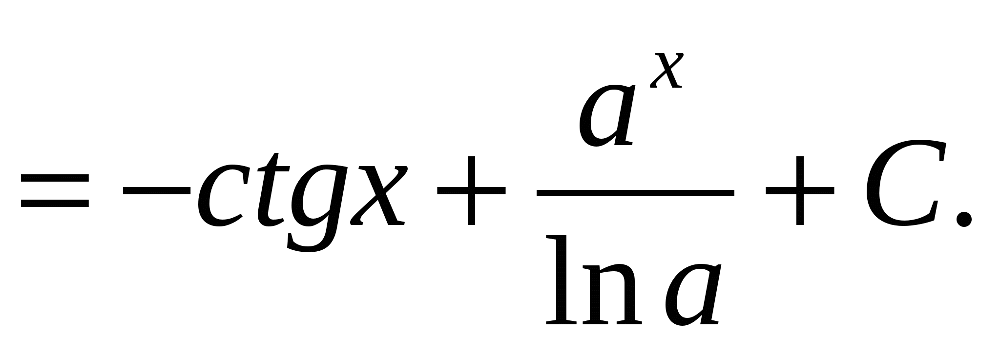 = −ctgx + a^x / ln a + C.